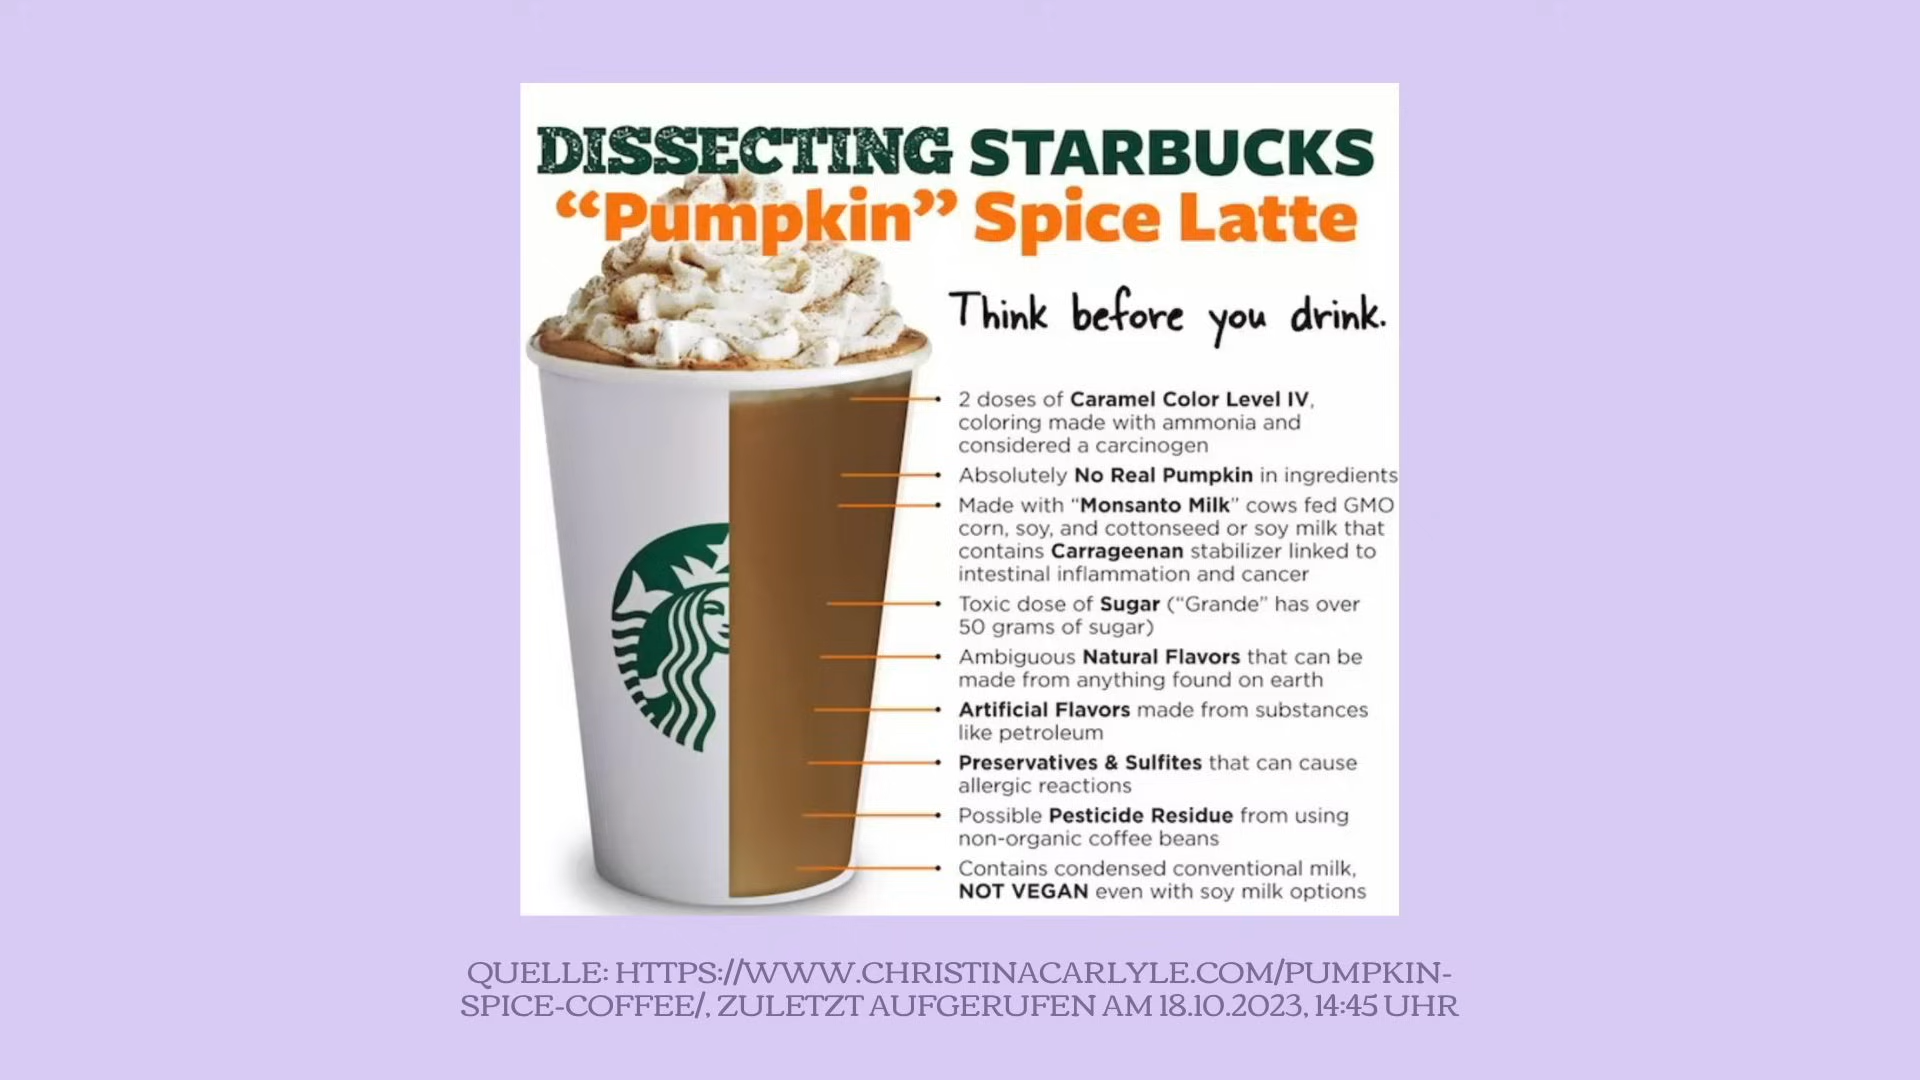 DISSECTING STARBUCKS
“Pumpkin” Spice Latte
Think before you drink.
2 doses of Caramel Color Level IV,
coloring made with ammonia and
considered a carcinogen
Absolutely No Real Pumpkin in ingredients
Made with “Monsanto Milk” cows fed GMO
corn, soy, and cottonseed or soy milk that
contains Carrageenan stabilizer linked to
intestinal inflammation and cancer
Toxic dose of Sugar (“Grande” has over
50 grams of sugar)
Ambiguous Natural Flavors that can be
made from anything found on earth
Artificial Flavors made from substances
like petroleum
Preservatives & Sulfites that can cause
allergic reactions
Possible Pesticide Residue from using
non-organic coffee beans
Contains condensed conventional milk,
NOT VEGAN even with soy milk options
QUELLE: HTTPS://WWW.CHRISTINACARLYLE.COM/PUMPKIN-
SPICE-COFFEE/, ZULETZT AUFGERUFEN AM 18.10.2023, 14:45 UHR